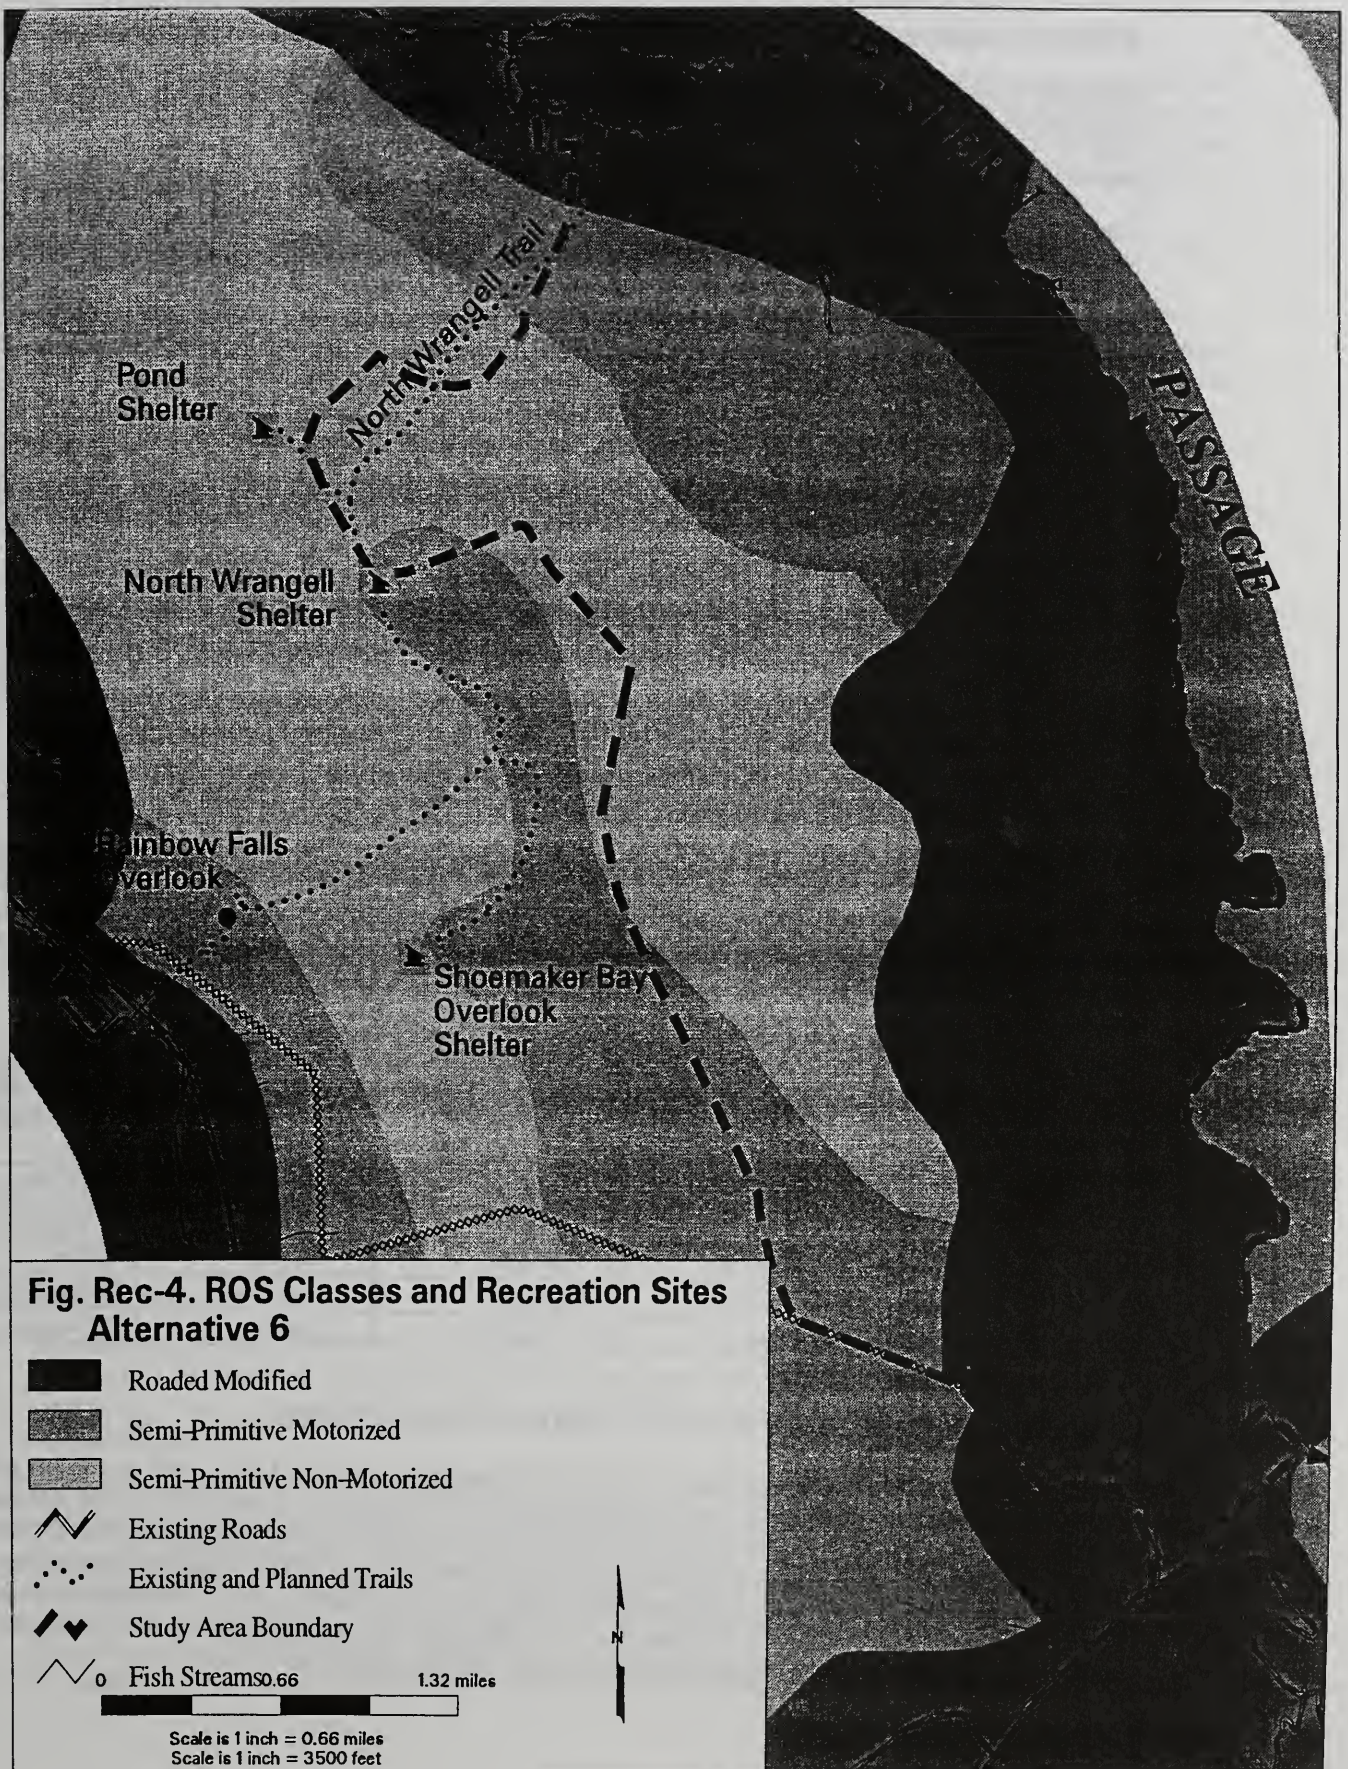 North Wrangell Trail
PASSAGE
Pond
Shelter
North Wrangell
Shelter
Rainbow Falls
Overlook
Shoemaker Bay
Overlook
Shelter
Fig. Rec-4. ROS Classes and Recreation Sites
Alternative 6
Roaded Modified
Semi-Primitive Motorized
Semi-Primitive Non-Motorized
Existing Roads
Existing and Planned Trails
Study Area Boundary
Fish Streams
0 0.66 1.32 miles
N
Scale is 1 inch = 0.66 miles
Scale is 1 inch = 3500 feet